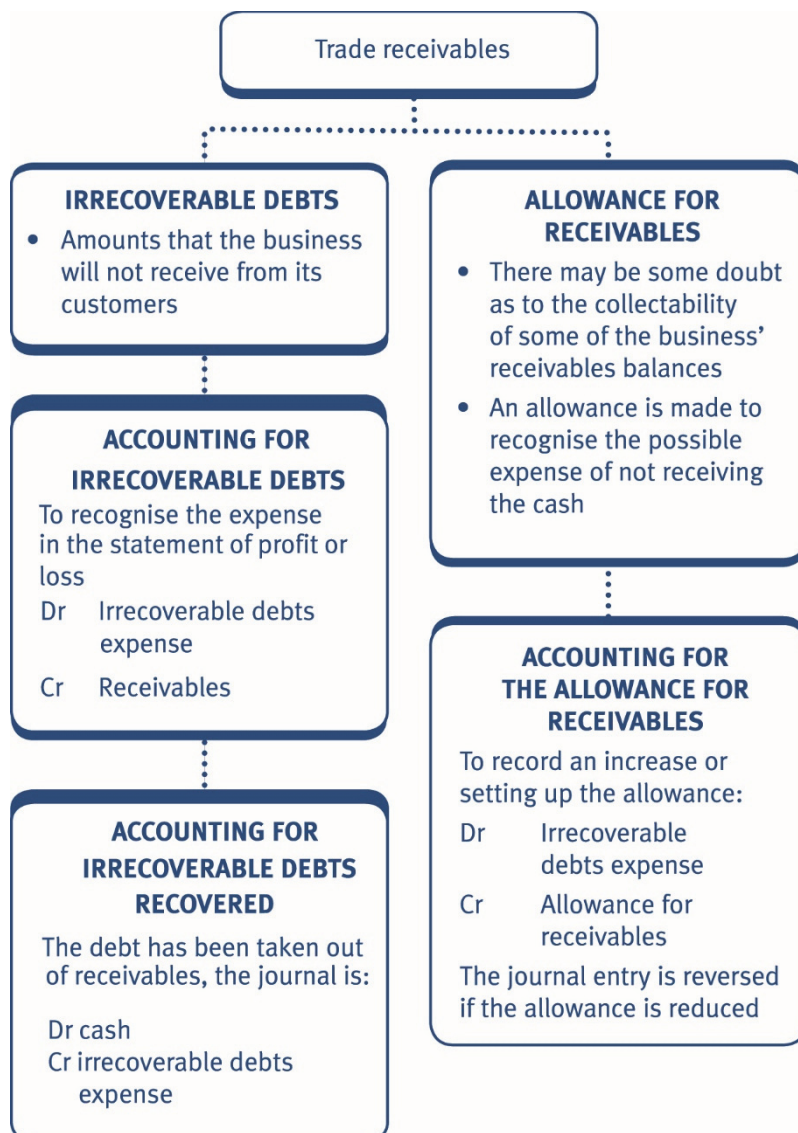 Trade receivables
IRRECOVERABLE DEBTS
• Amounts that the business
will not receive from its
customers
ACCOUNTING FOR
IRRECOVERABLE DEBTS
To recognise the expense
in the statement of profit or
loss
Dr Irrecoverable debts
expense
Cr Receivables
ACCOUNTING FOR
IRRECOVERABLE DEBTS
RECOVERED
The debt has been taken out
of receivables, the journal is:
Dr cash
Cr irrecoverable debts
expense
ALLOWANCE FOR
RECEIVABLES
• There may be some doubt
as to the collectability
of some of the business’
receivables balances
• An allowance is made to
recognise the possible
expense of not receiving
the cash
ACCOUNTING FOR
THE ALLOWANCE FOR
RECEIVABLES
To record an increase or
setting up the allowance:
Dr Irrecoverable
debts expense
Cr Allowance for
receivables
The journal entry is reversed
if the allowance is reduced